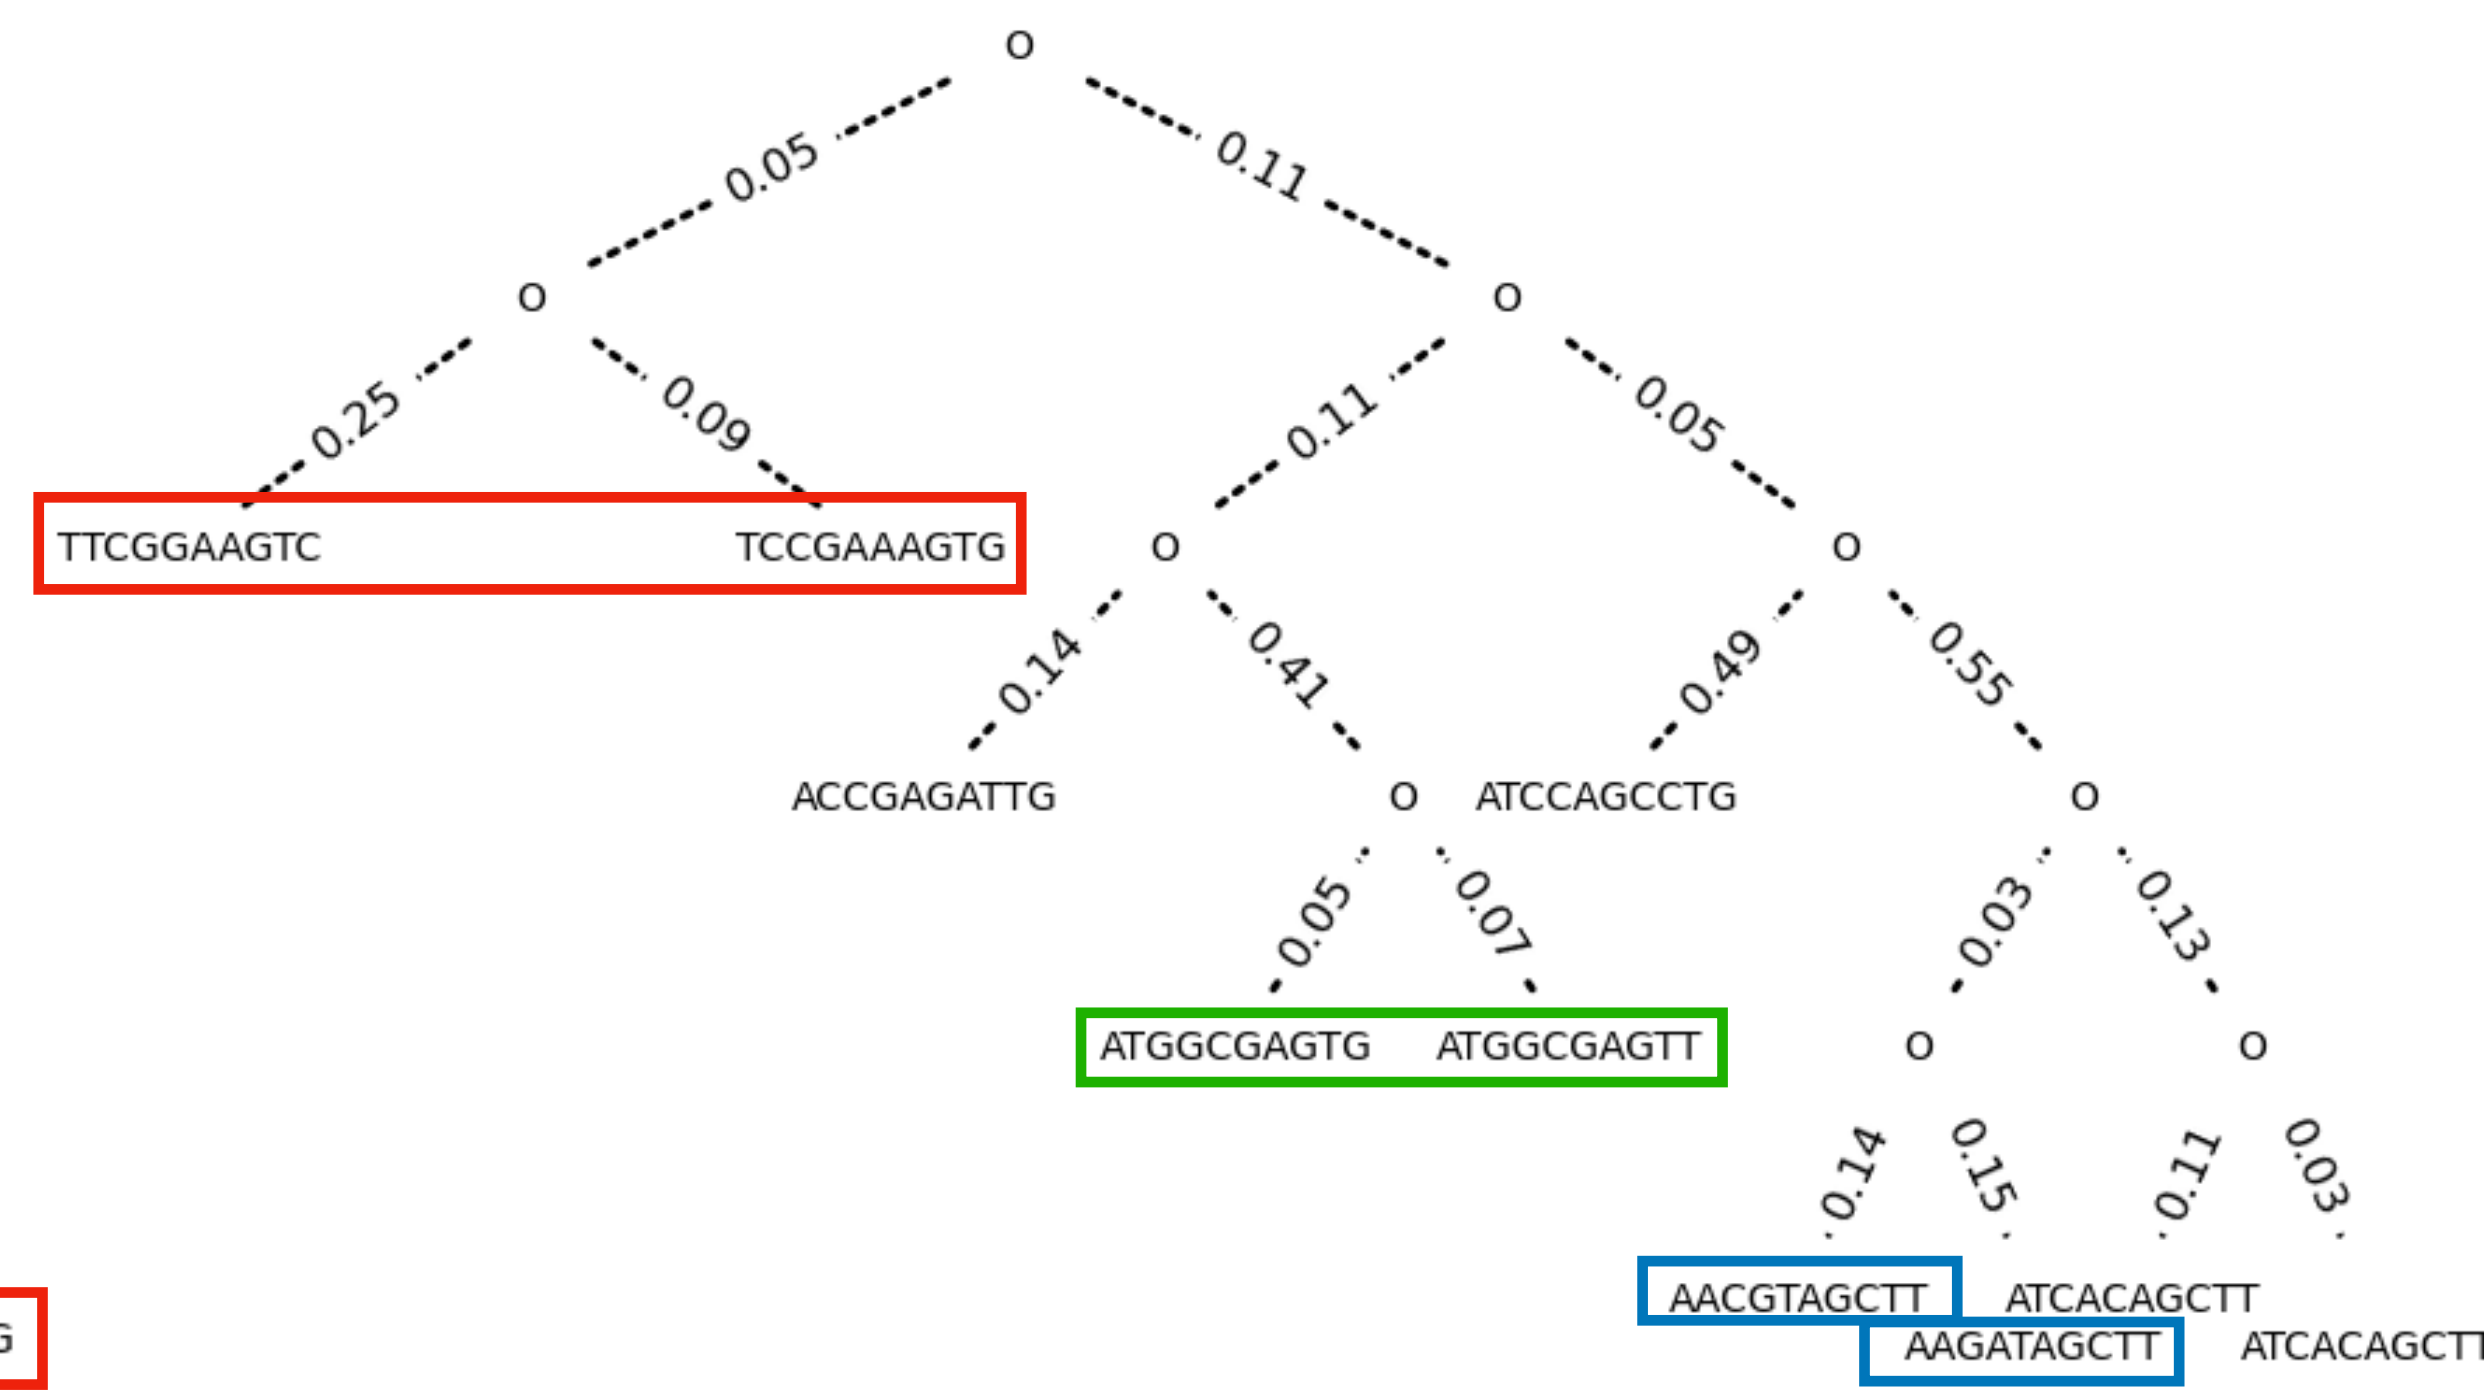 O
0.05 0.11
O O
0.25 0.09 0.11 0.05
TTCGGAAGTC TCCGAAAGTG O O
0.14 0.41 0.49 0.55
ACCGAGATTG O ATCCAGCCTG O
0.05 0.07 0.03 0.13
ATGGCGAGTG ATGGCGAGTT O O
0.14 0.15 0.11 0.03
AACGTAGCTT ATCACAGCTT
G AAGATAGCTT ATCACAGCTT